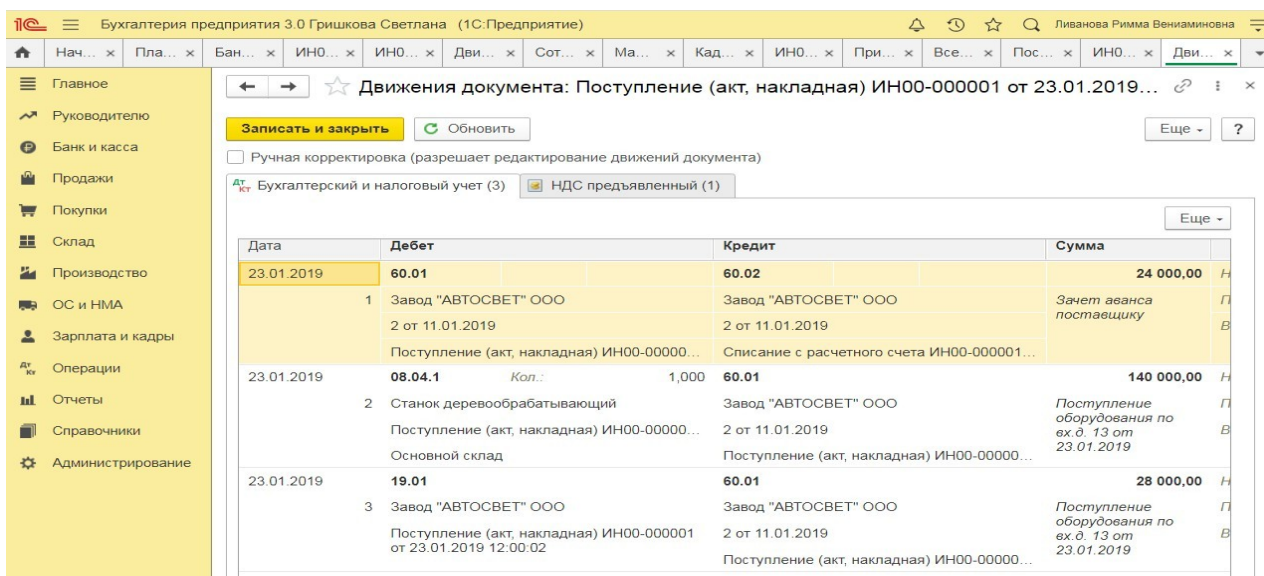 1С Бухгалтерия предприятия 3.0 Гришкова Светлана (1С:Предприятие) Ливанова Римма Вениаминовна
Нач... × Пла... × Бан... × ИН0... × ИН0... × Дви... × Сот... × Ма... × Кад... × ИН0... × При... × Все... × Пос... × ИН0... × Дви... ×
Главное
Руководителю
Банк и касса
Продажи
Покупки
Склад
Производство
ОС и НМА
Зарплата и кадры
Дт Кт Операции
Отчеты
Справочники
Администрирование
Движения документа: Поступление (акт, накладная) ИН00-000001 от 23.01.2019... ×
Записать и закрыть Обновить Еще ?
Ручная корректировка (разрешает редактирование движений документа)
Дт Кт Бухгалтерский и налоговый учет (3) НДС предъявленный (1)
Еще
Дата Дебет Кредит Сумма
23.01.2019 60.01 60.02 24 000,00 Н
1 Завод "АВТОСВЕТ" ООО Завод "АВТОСВЕТ" ООО Зачет аванса П
2 от 11.01.2019 2 от 11.01.2019 поставщику В
Поступление (акт, накладная) ИН00-00000... Списание с расчетного счета ИН00-000001...
23.01.2019 08.04.1 Кол.: 1,000 60.01 140 000,00 Н
2 Станок деревообрабатывающий Завод "АВТОСВЕТ" ООО Поступление П
Поступление (акт, накладная) ИН00-00000... 2 от 11.01.2019 оборудования по В
вх.д. 13 от
Основной склад Поступление (акт, накладная) ИН00-00000... 23.01.2019
23.01.2019 19.01 60.01 28 000,00 Н
3 Завод "АВТОСВЕТ" ООО Завод "АВТОСВЕТ" ООО Поступление П
Поступление (акт, накладная) ИН00-000001 2 от 11.01.2019 оборудования по В
от 23.01.2019 12:00:02 вх.д. 13 от
Поступление (акт, накладная) ИН00-00000... 23.01.2019